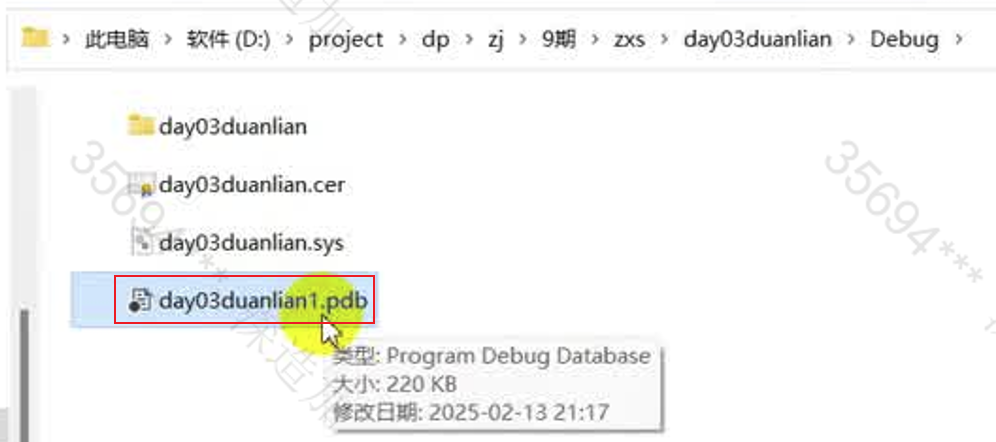 此电脑 > 软件 (D:) > project > dp > zj > 9期 > zxs > day03duanlian > Debug >
day03duanlian
day03duanlian.cer
day03duanlian.sys
day03duanlian1.pdb
类型: Program Debug Database
大小: 220 KB
修改日期: 2025-02-13 21:17
35694***
35694***